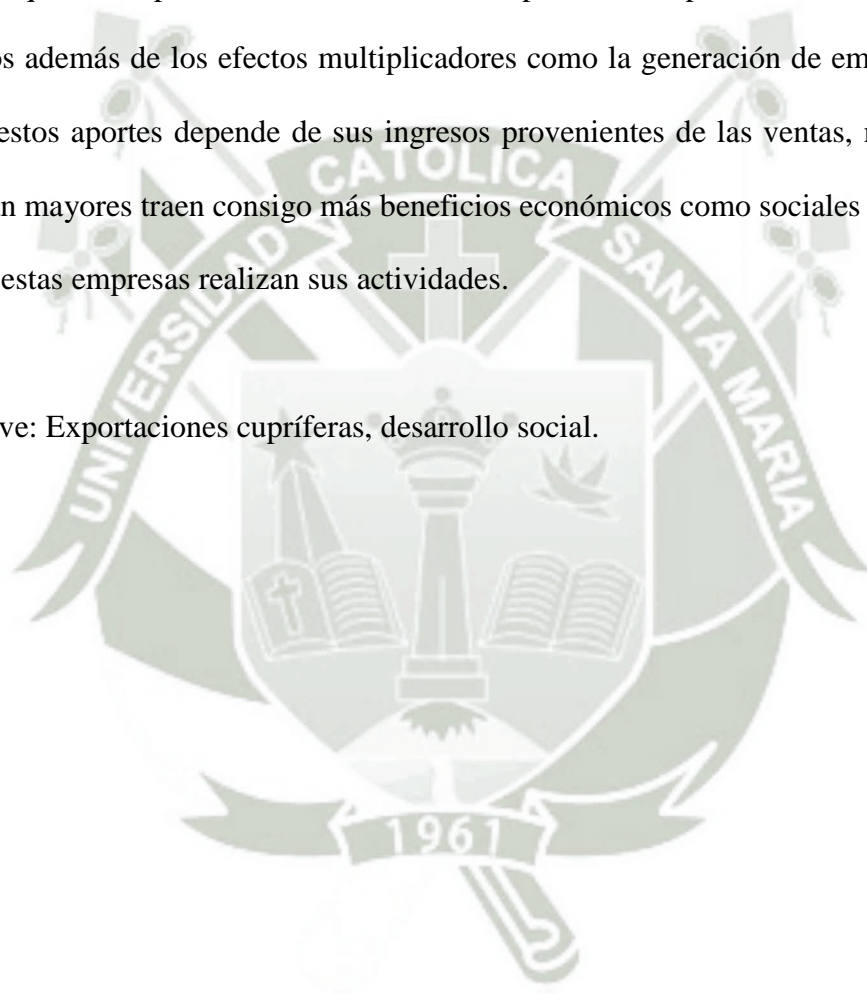 os además de los efectos multiplicadores como la generación de em
estos aportes depende de sus ingresos provenientes de las ventas,
an mayores traen consigo más beneficios económicos como sociales
estas empresas realizan sus actividades.
ve: Exportaciones cupríferas, desarrollo social.
UNIVERSIDAD CATOLICA SANTA MARIA
1961